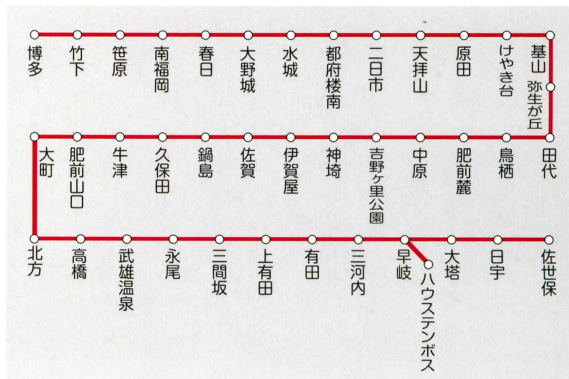 博多
竹下
笹原
南福岡
春日
大野城
水城
都府楼南
二日市
天拝山
原田
けやき台
基山
弥生が丘
田代
鳥栖
肥前麓
中原
吉野ヶ里公園
神埼
伊賀屋
佐賀
鍋島
久保田
牛津
肥前山口
大町
北方
高橋
武雄温泉
永尾
三間坂
上有田
有田
三河内
早岐
ハウステンボス
大塔
日宇
佐世保